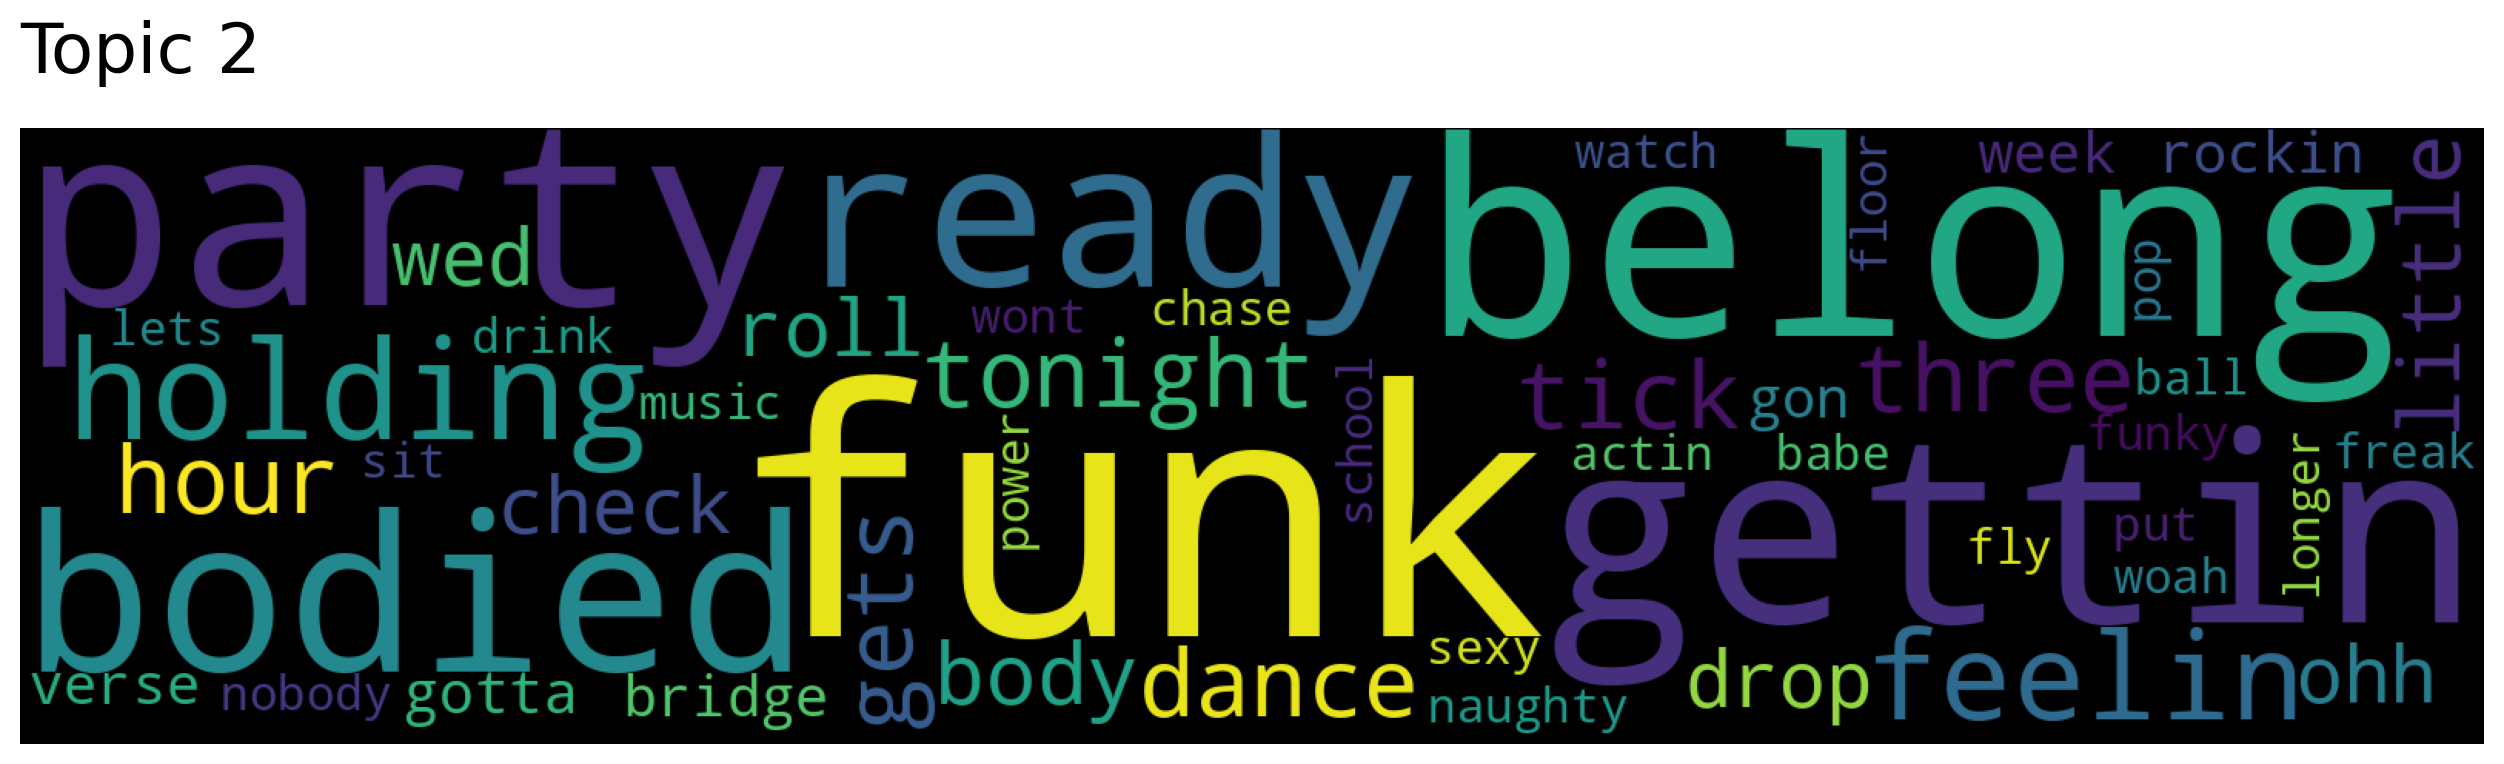 Topic 2
party ready belong watch floor week rockin little
wed pop
lets drink roll wont chase
holding music tonight school tick gon three ball
hour sit check funk power actin babe funky longer freak
bodied gets gettin fly put woah
verse nobody gotta bridge body dance sexy naughty drop feelin ohh